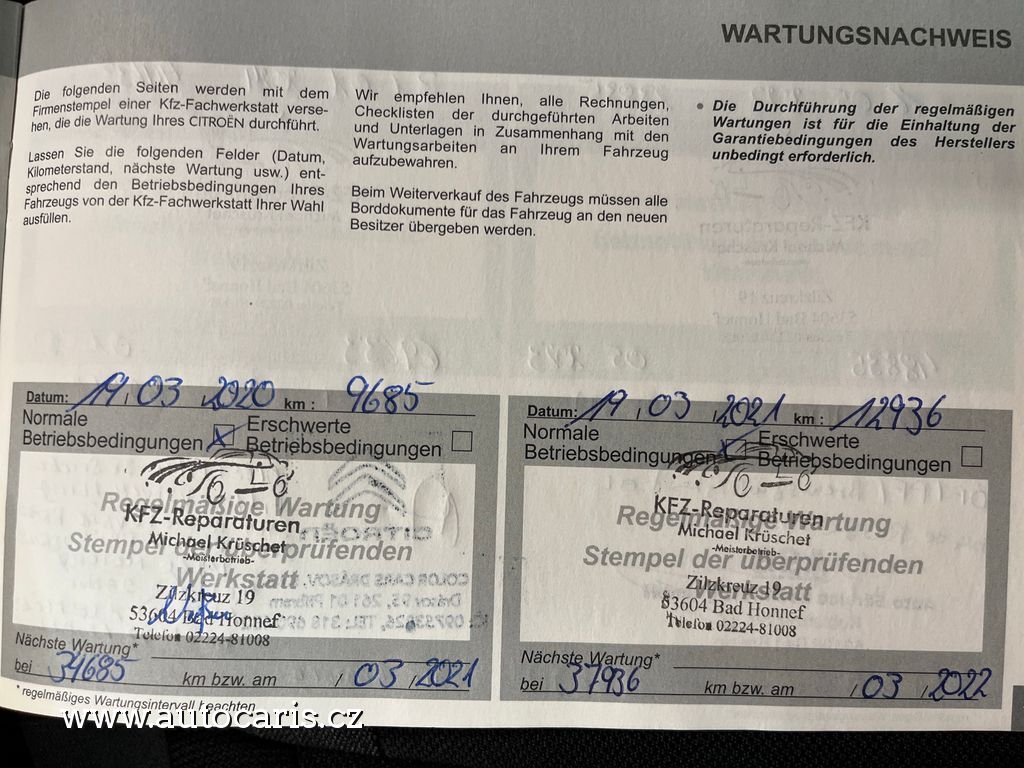 WARTUNGSNACHWEIS
Die folgenden Seiten werden mit dem
Firmenstempel einer Kfz-Fachwerkstatt verse-
hen, die die Wartung Ihres CITROËN durchführt.
Lassen Sie die folgenden Felder (Datum,
Kilometerstand, nächste Wartung usw.) ent-
sprechend den Betriebsbedingungen Ihres
Fahrzeugs von der Kfz-Fachwerkstatt Ihrer Wahl
ausfüllen.
Wir empfehlen Ihnen, alle Rechnungen,
Checklisten der durchgeführten Arbeiten
und Unterlagen in Zusammenhang mit den
Wartungsarbeiten an Ihrem Fahrzeug
aufzubewahren.
Beim Weiterverkauf des Fahrzeugs müssen alle
Borddokumente für das Fahrzeug an den neuen
Besitzer übergeben werden.
• Die Durchführung der regelmäßigen
Wartungen ist für die Einhaltung der
Garantiebedingungen des Herstellers
unbedingt erforderlich.
Datum: 19 / 03 / 2020 km : 9685
Normale
Betriebsbedingungen
Erschwerte
Betriebsbedingungen
Regelmäßige Wartung
KFZ-Reparaturen
Michael Krüschet
-Meisterbetrieb-
Stempel der überprüfenden
Werkstatt
Zilzkreuz 19
53604 Bad Honnef
Telefon 02224-81008
Nächste Wartung*
bei 34685 km bzw. am / 03 / 2021
* regelmäßiges Wartungsintervall beachten
Datum: 19 / 03 / 2021 km : 12936
Normale
Betriebsbedingungen
Erschwerte
Betriebsbedingungen
KFZ-Reparaturen
Regelmäßige Wartung
Michael Krüschet
-Meisterbetrieb-
Stempel der überprüfenden
Werkstatt
Zilzkreuz 19
53604 Bad Honnef
Telefon 02224-81008
Nächste Wartung*
bei 37936 km bzw. am / 03 / 2022
www.autocaris.cz